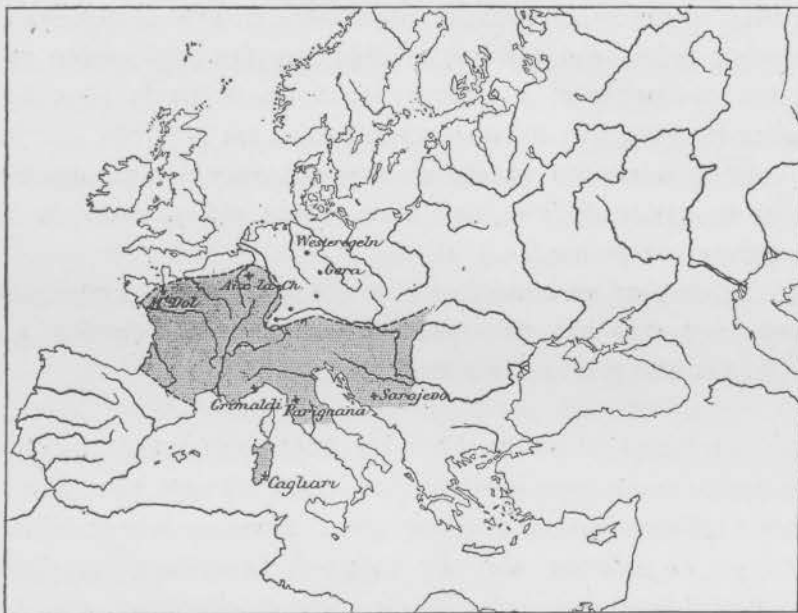 Westeregeln
Gera
Aix-la-Ch.
Mt Dol
Grimaldi
Parignana
Sarajevo
Cagliari